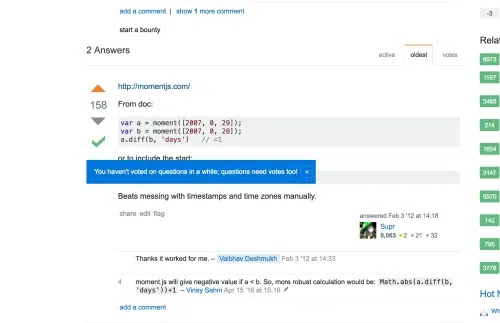 add a comment | show 1 more comment
-3
start a bounty
2 Answers
active oldest votes
Relat
6973
http://momentjs.com/
1197
158
From doc:
3485
var a = moment([2007, 0, 29]);
var b = moment([2007, 0, 28]);
a.diff(b, 'days') // =1
214
1654
or to include the start:
You haven't voted on questions in a while; questions need votes too! ×
3147
Beats messing with timestamps and time zones manually.
5570
share edit flag
answered Feb 3 '12 at 14:18
142
Supr
8,063 2 21 32
795
Thanks it worked for me. – Vaibhav Deshmukh Feb 3 '12 at 14:33
3776
4 moment.js will give negative value if a < b. So, more robust calculation would be: Math.abs(a.diff(b,
'days'))+1 – Vinay Sahni Apr 15 '16 at 15:16
Hot N
add a comment
Wh